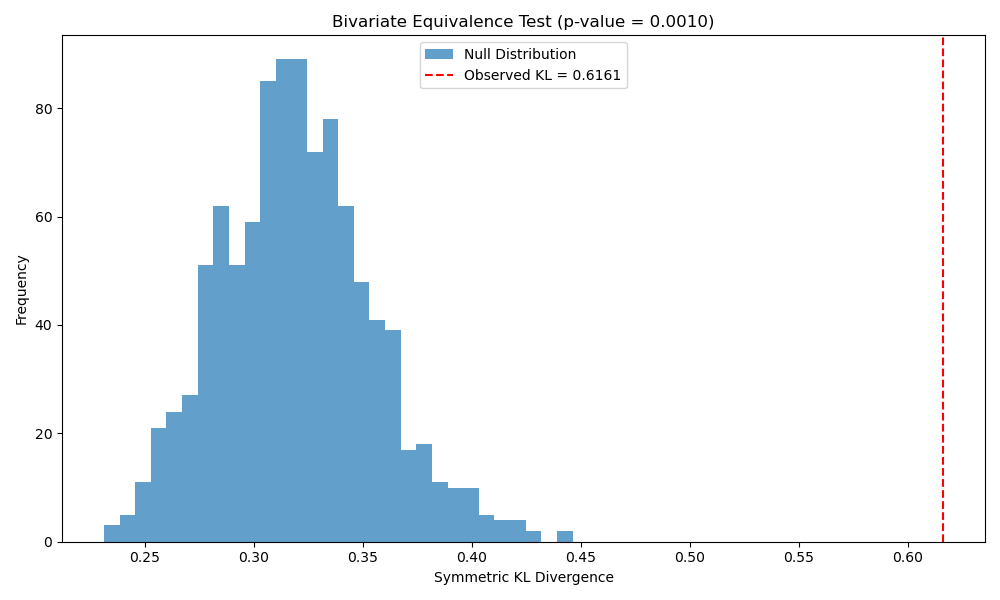 Bivariate Equivalence Test (p-value = 0.0010)
Null Distribution
Observed KL = 0.6161
Frequency
80
60
40
20
0
0.25 0.30 0.35 0.40 0.45 0.50 0.55 0.60
Symmetric KL Divergence